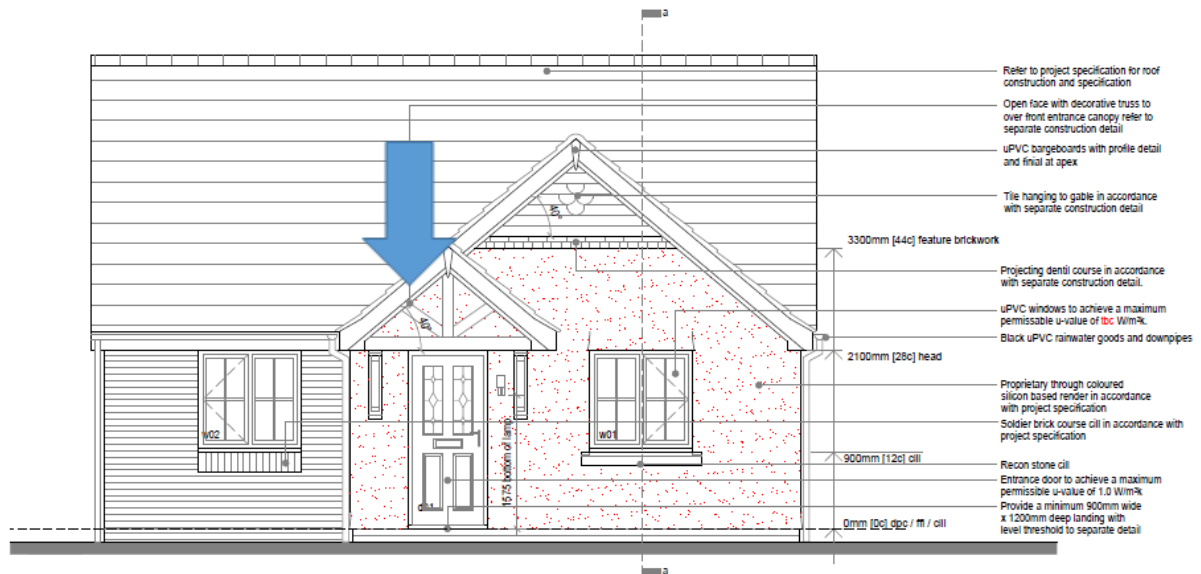 a
Refer to project specification for roof
construction and specification
Open face with decorative truss to
over front entrance canopy refer to
separate construction detail
uPVC bargeboards with profile detail
and finial at apex
Tile hanging to gable in accordance
with separate construction detail
40°
3300mm [44c] feature brickwork
Projecting dentil course in accordance
with separate construction detail.
uPVC windows to achieve a maximum
permissable u-value of tbc W/m²k.
40°
Black uPVC rainwater goods and downpipes
2100mm [28c] head
Proprietary through coloured
silicon based render in accordance
with project specification
Soldier brick course cill in accordance with
project specification
w02
w01
1575 bottom of lamp
900mm [12c] cill
Recon stone cill
Entrance door to achieve a maximum
permissible u-value of 1.0 W/m²k
Provide a minimum 900mm wide
x 1200mm deep landing with
level threshold to separate detail
0mm [0c] dpc / ffl / cill
a